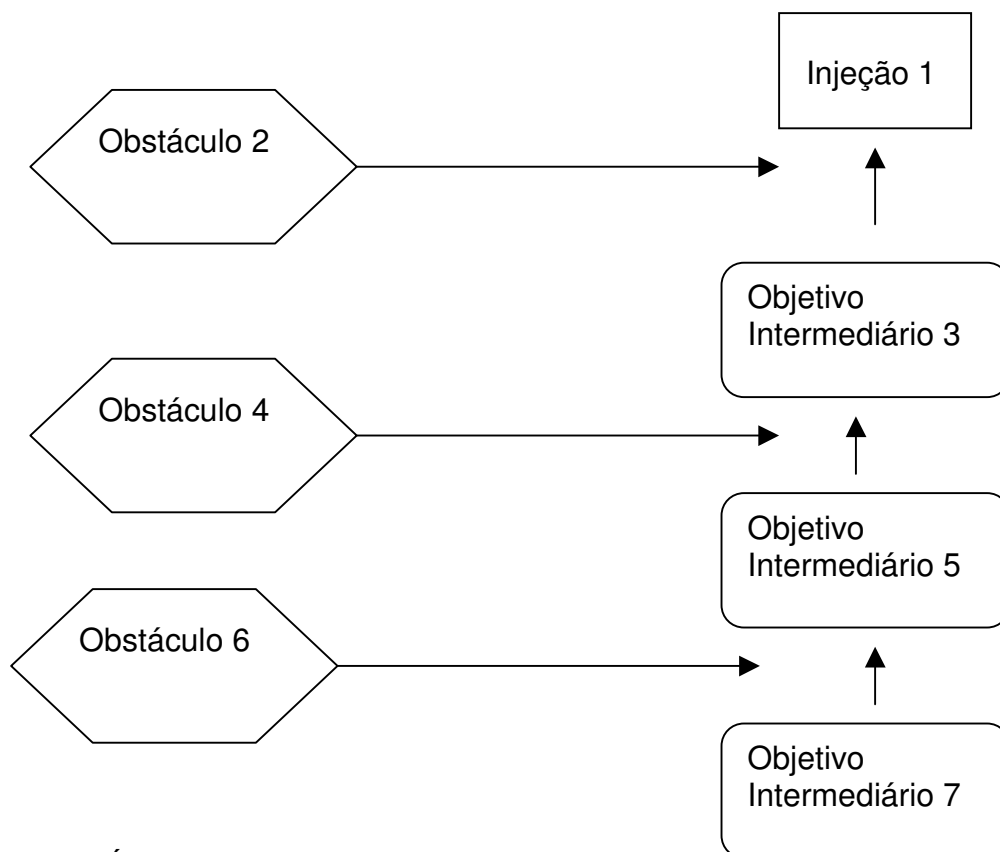 Injeção 1
Obstáculo 2
Objetivo
Intermediário 3
Obstáculo 4
Objetivo
Intermediário 5
Obstáculo 6
Objetivo
Intermediário 7